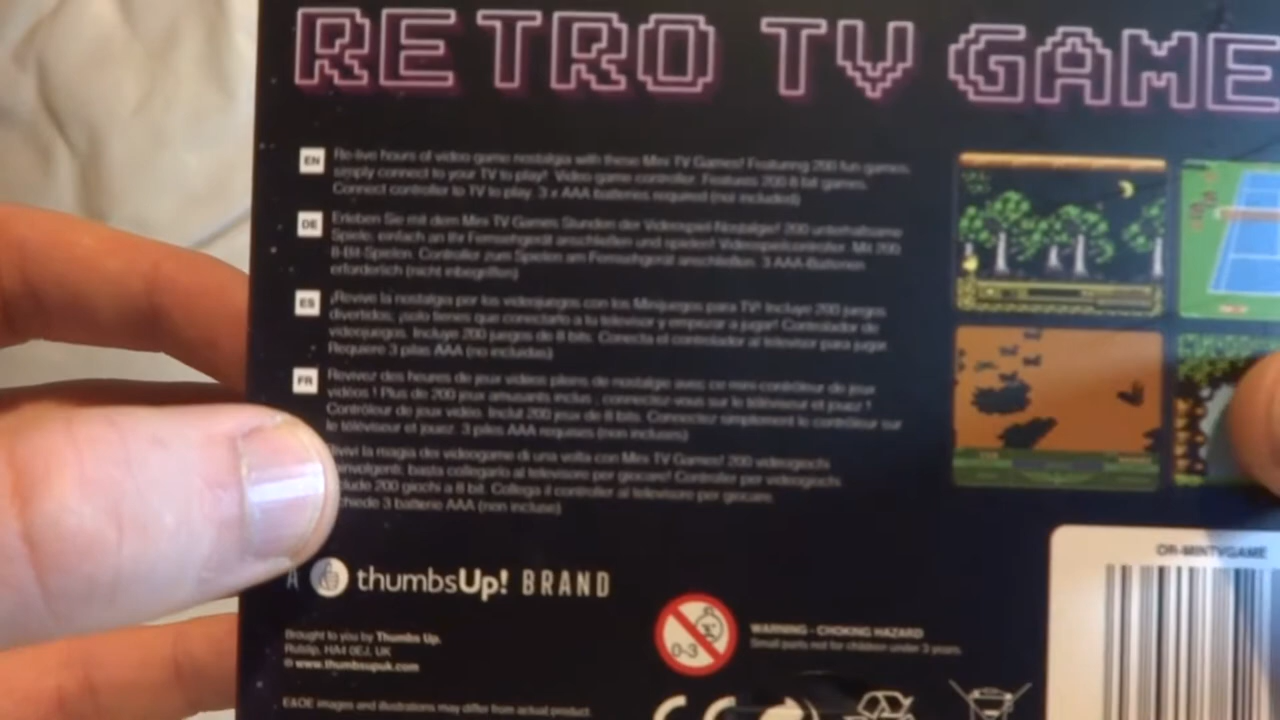 RETRO TV GAME
EN
Re-live hours of video game nostalgia with these Mini TV Games! Featuring 200 fun games,
simply connect to your TV to play! Video game controller. Features 200 8 bit games.
Connect controller to TV to play. 3 x AAA batteries required (not included)
DE
Erleben Sie mit dem Mini TV Games Stunden der Videospiel Nostalgie! 200 unterhaltsame
Spiele, einfach an Ihr Fernsehgerät anschließen und spielen! Videospielcontroller. Mit 200
8-Bit-Spielen. Controller zum Spielen am Fernsehgerät anschließen. 3 AAA-Batterien
erforderlich (nicht inbegriffen)
ES
¡Revive la nostalgia por los videojuegos con los Minijuegos para TV! Incluye 200 juegos
divertidos, ¡solo tienes que conectarlo a tu televisor y empezar a jugar! Controlador de
videojuegos. Incluye 200 juegos de 8 bits. Conecta el controlador al televisor para jugar.
Requiere 3 pilas AAA (no incluidas)
FR
Revivez des heures de jeux vidéos pleins de nostalgie avec ce mini-contrôleur de jeux
vidéos ! Plus de 200 jeux amusants inclus , connectez-vous sur le téléviseur et jouez !
Contrôleur de jeux vidéo. Inclut 200 jeux de 8 bits. Connectez simplement le contrôleur sur
le téléviseur et jouez. 3 piles AAA requises (non incluses)
la magia dei videogame di una volta con Mini TV Games! 200 videogiochi
basta collegarlo al televisore per giocare! Controller per videogiochi.
200 giochi a 8 bit. Collega il controller al televisore per giocare.
3 batterie AAA (non incluse)
A thumbsUp! BRAND
Brought to you by Thumbs Up.
Ruislip, HA4 0EJ, UK
© www.thumbsupuk.com
0-3
WARNING - CHOKING HAZARD
Small parts not for children under 3 years.
OR-MINTVGAME
E&OE images and illustrations may differ from actual product.
CE